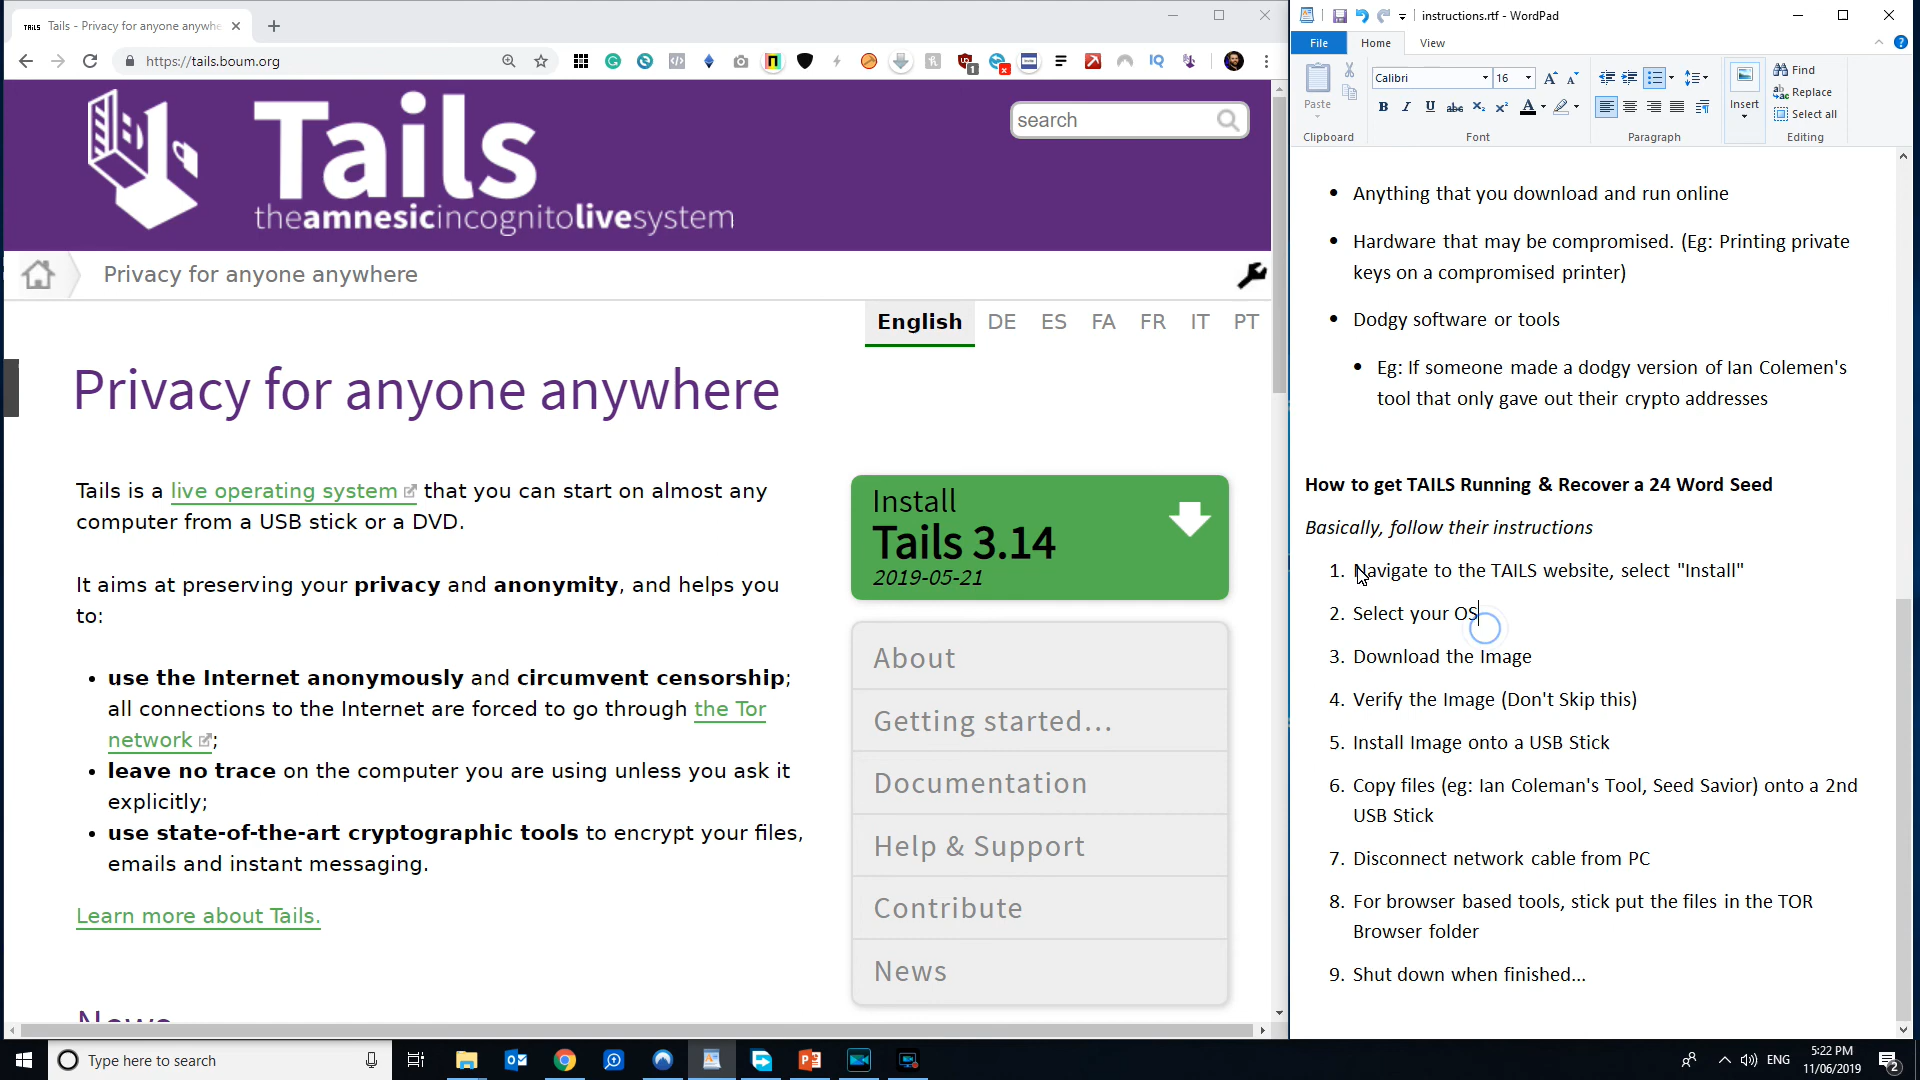 TAILS Tails - Privacy for anyone anywhe
https://tails.boum.org
Tails
theamnesicincognitolivesystem
search
Privacy for anyone anywhere
English DE ES FA FR IT PT
Privacy for anyone anywhere
Tails is a live operating system that you can start on almost any
computer from a USB stick or a DVD.
It aims at preserving your privacy and anonymity, and helps you
to:
• use the Internet anonymously and circumvent censorship;
all connections to the Internet are forced to go through the Tor
network;
• leave no trace on the computer you are using unless you ask it
explicitly;
• use state-of-the-art cryptographic tools to encrypt your files,
emails and instant messaging.
Learn more about Tails.
News
Install
Tails 3.14
2019-05-21
About
Getting started…
Documentation
Help & Support
Contribute
News
instructions.rtf - WordPad
File Home View
Paste
Clipboard
Calibri 16
B I U abc X₂ X² A
Font
Paragraph
Insert
Find
Replace
Select all
Editing
• Anything that you download and run online
• Hardware that may be compromised. (Eg: Printing private
keys on a compromised printer)
• Dodgy software or tools
• Eg: If someone made a dodgy version of Ian Colemen's
tool that only gave out their crypto addresses
How to get TAILS Running & Recover a 24 Word Seed
Basically, follow their instructions
1. Navigate to the TAILS website, select "Install"
2. Select your OS
3. Download the Image
4. Verify the Image (Don't Skip this)
5. Install Image onto a USB Stick
6. Copy files (eg: Ian Coleman's Tool, Seed Savior) onto a 2nd
USB Stick
7. Disconnect network cable from PC
8. For browser based tools, stick put the files in the TOR
Browser folder
9. Shut down when finished...
Type here to search
ENG
5:22 PM
11/06/2019
2